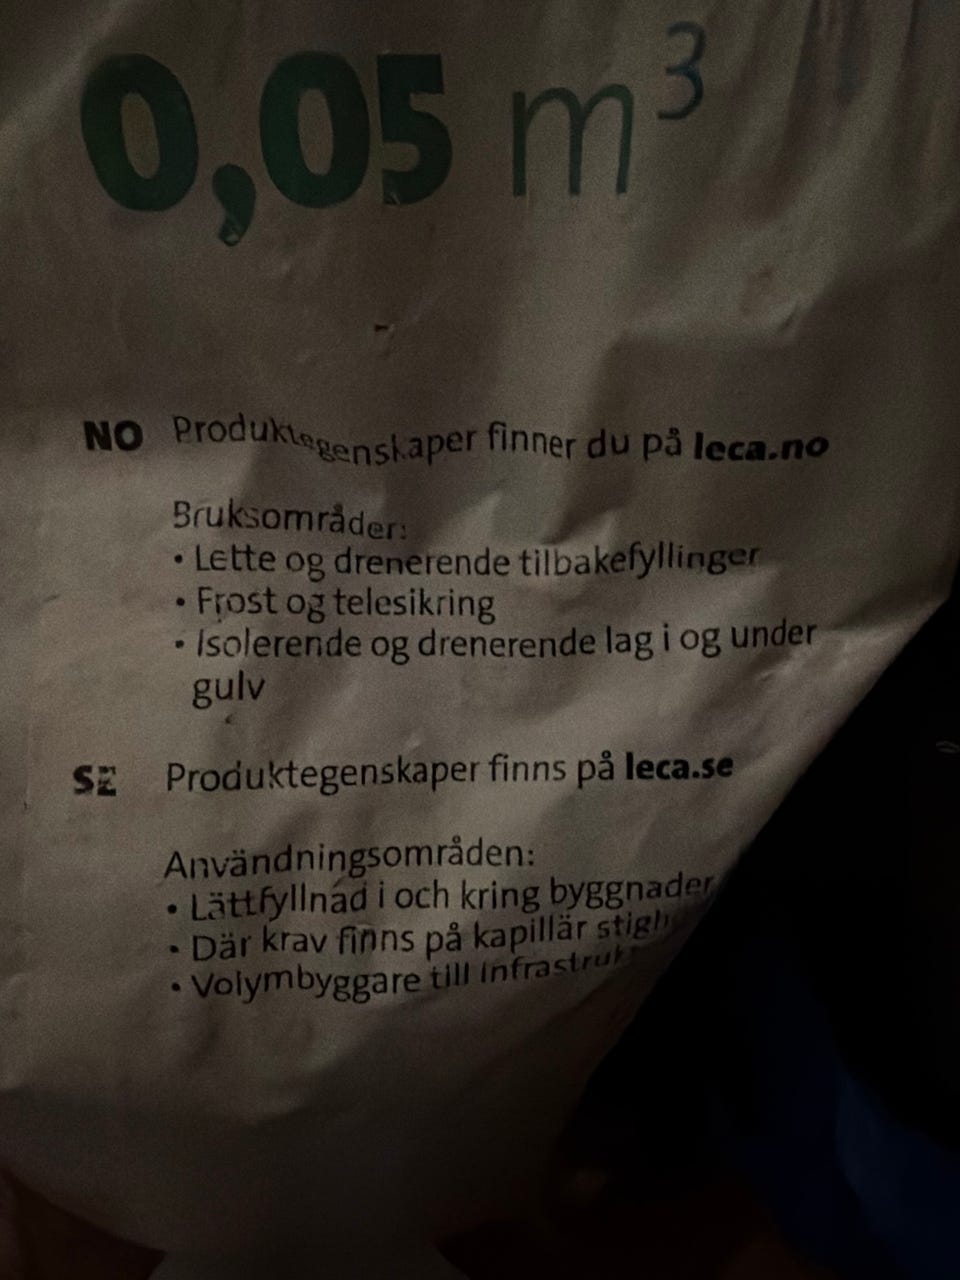 0,05 m³
NO Produktegenskaper finner du på leca.no
Bruksområder:
• Lette og drenerende tilbakefyllinger
• Frost og telesikring
• Isolerende og drenerende lag i og under
gulv
SE Produktegenskaper finns på leca.se
Användningsområden:
• Lättfyllnad i och kring byggnader
• Där krav finns på kapillär
• Volymbyggare till